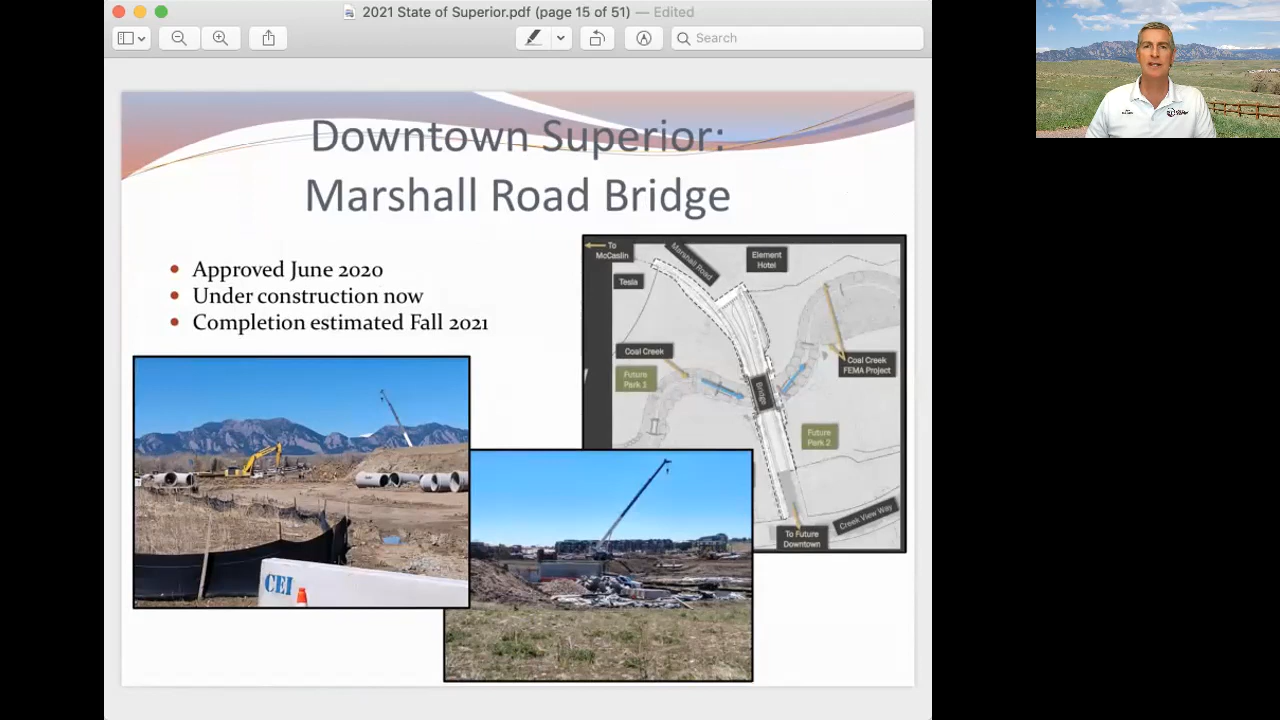 2021 State of Superior.pdf (page 15 of 51) — Edited
Search
Downtown Superior:
Marshall Road Bridge
• Approved June 2020
• Under construction now
• Completion estimated Fall 2021
To
McCaslin
Marshall Road
Element
Hotel
Tesla
Coal Creek
Future
Park 1
Coal Creek
FEMA Project
Bridge
Future
Park 2
Creek View Way
To Future
Downtown
CEI